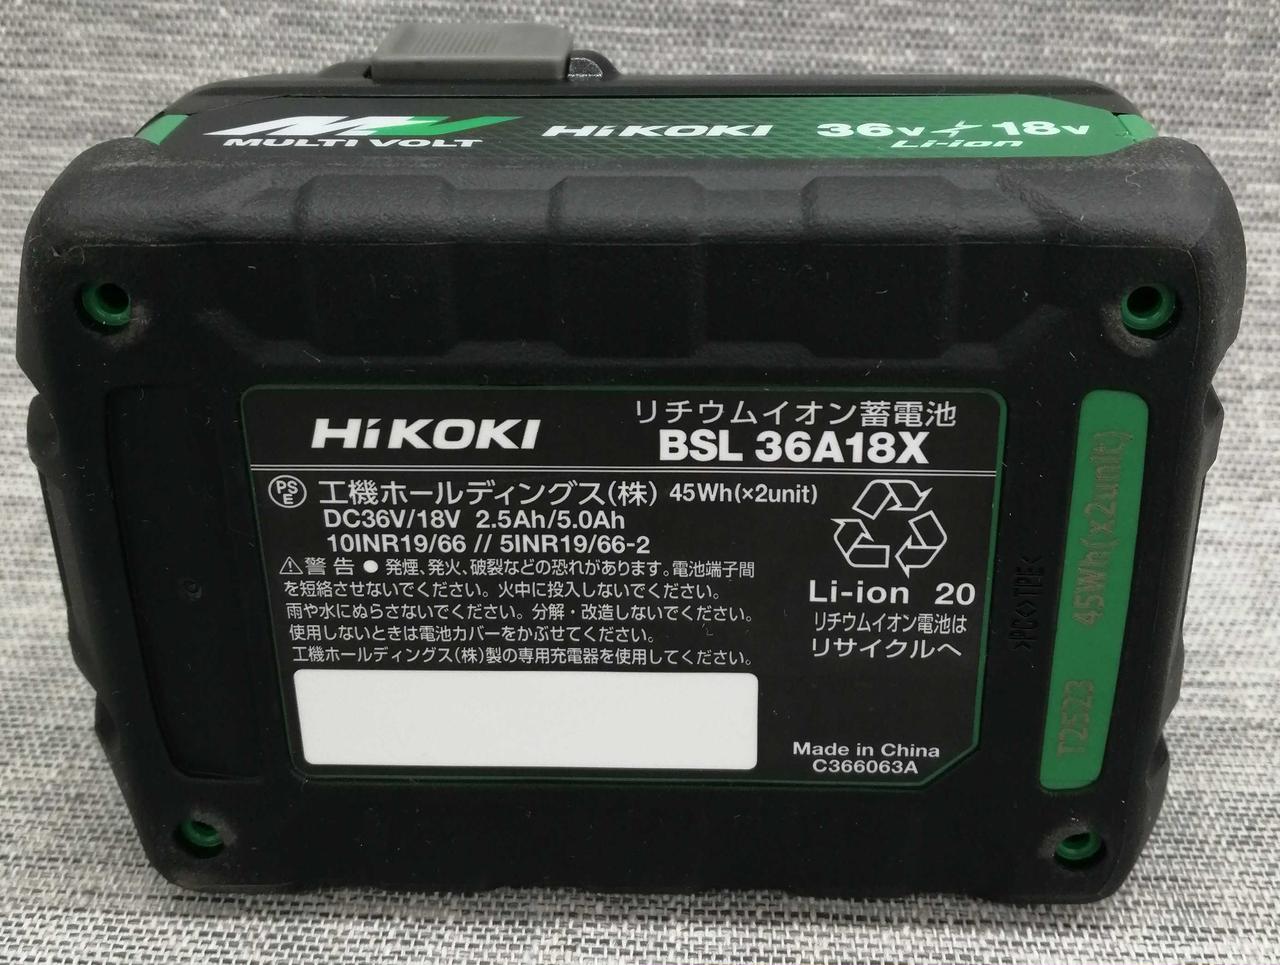 MULTI VOLT
HiKOKI
36V 18V
Li-ion
HiKOKI
リチウムイオン蓄電池
BSL 36A18X
PSE 工機ホールディングス(株) 45Wh(×2unit)
DC36V/18V 2.5Ah/5.0Ah
10INR19/66 // 5INR19/66-2
⚠警告 ● 発煙、発火、破裂などの恐れがあります。電池端子間
を短絡させないでください。火中に投入しないでください。
雨や水にぬらさないでください。分解・改造しないでください。
使用しないときは電池カバーをかぶせてください。
工機ホールディングス(株)製の専用充電器を使用してください。
Li-ion 20
リチウムイオン電池は
リサイクルへ
Made in China
C366063A
>PC<>TPE<
T2523 45Wh(x2unit)